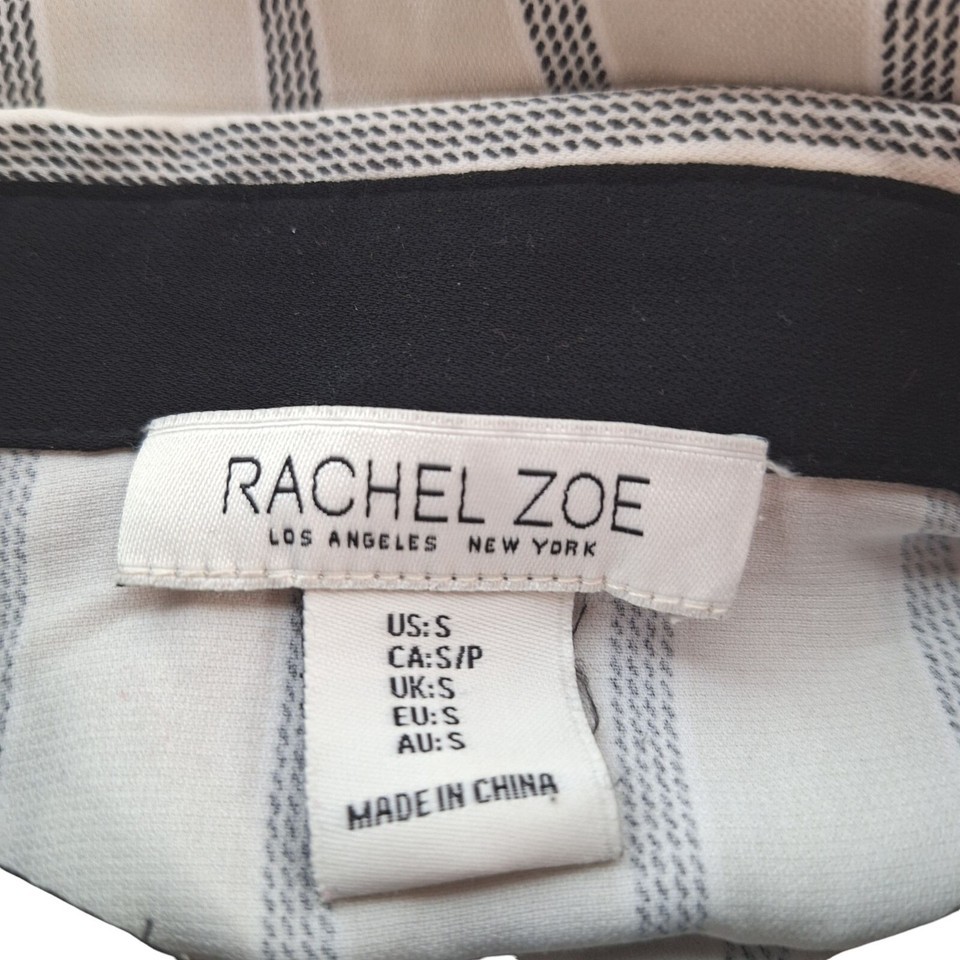 RACHEL ZOE
LOS ANGELES NEW YORK
US: S
CA: S/P
UK: S
EU: S
AU: S
MADE IN CHINA